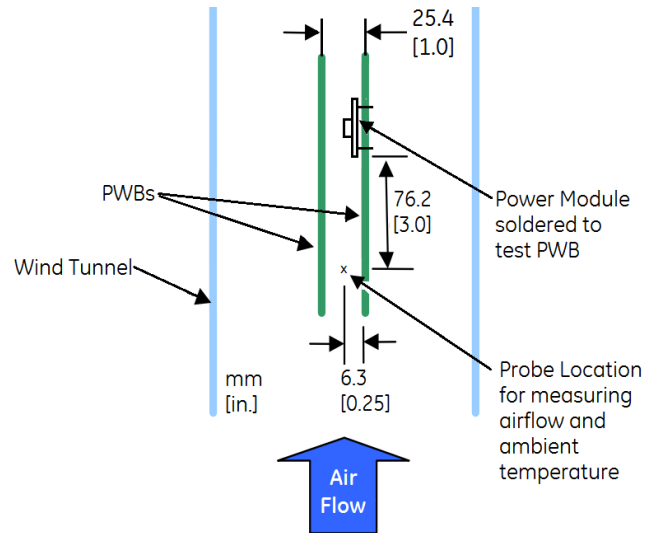 25.4
[1.0]
PWBs
76.2
[3.0]
Power Module
soldered to
test PWB
Wind Tunnel
x
mm
[in.]
6.3
[0.25]
Probe Location
for measuring
airflow and
ambient
temperature
Air
Flow